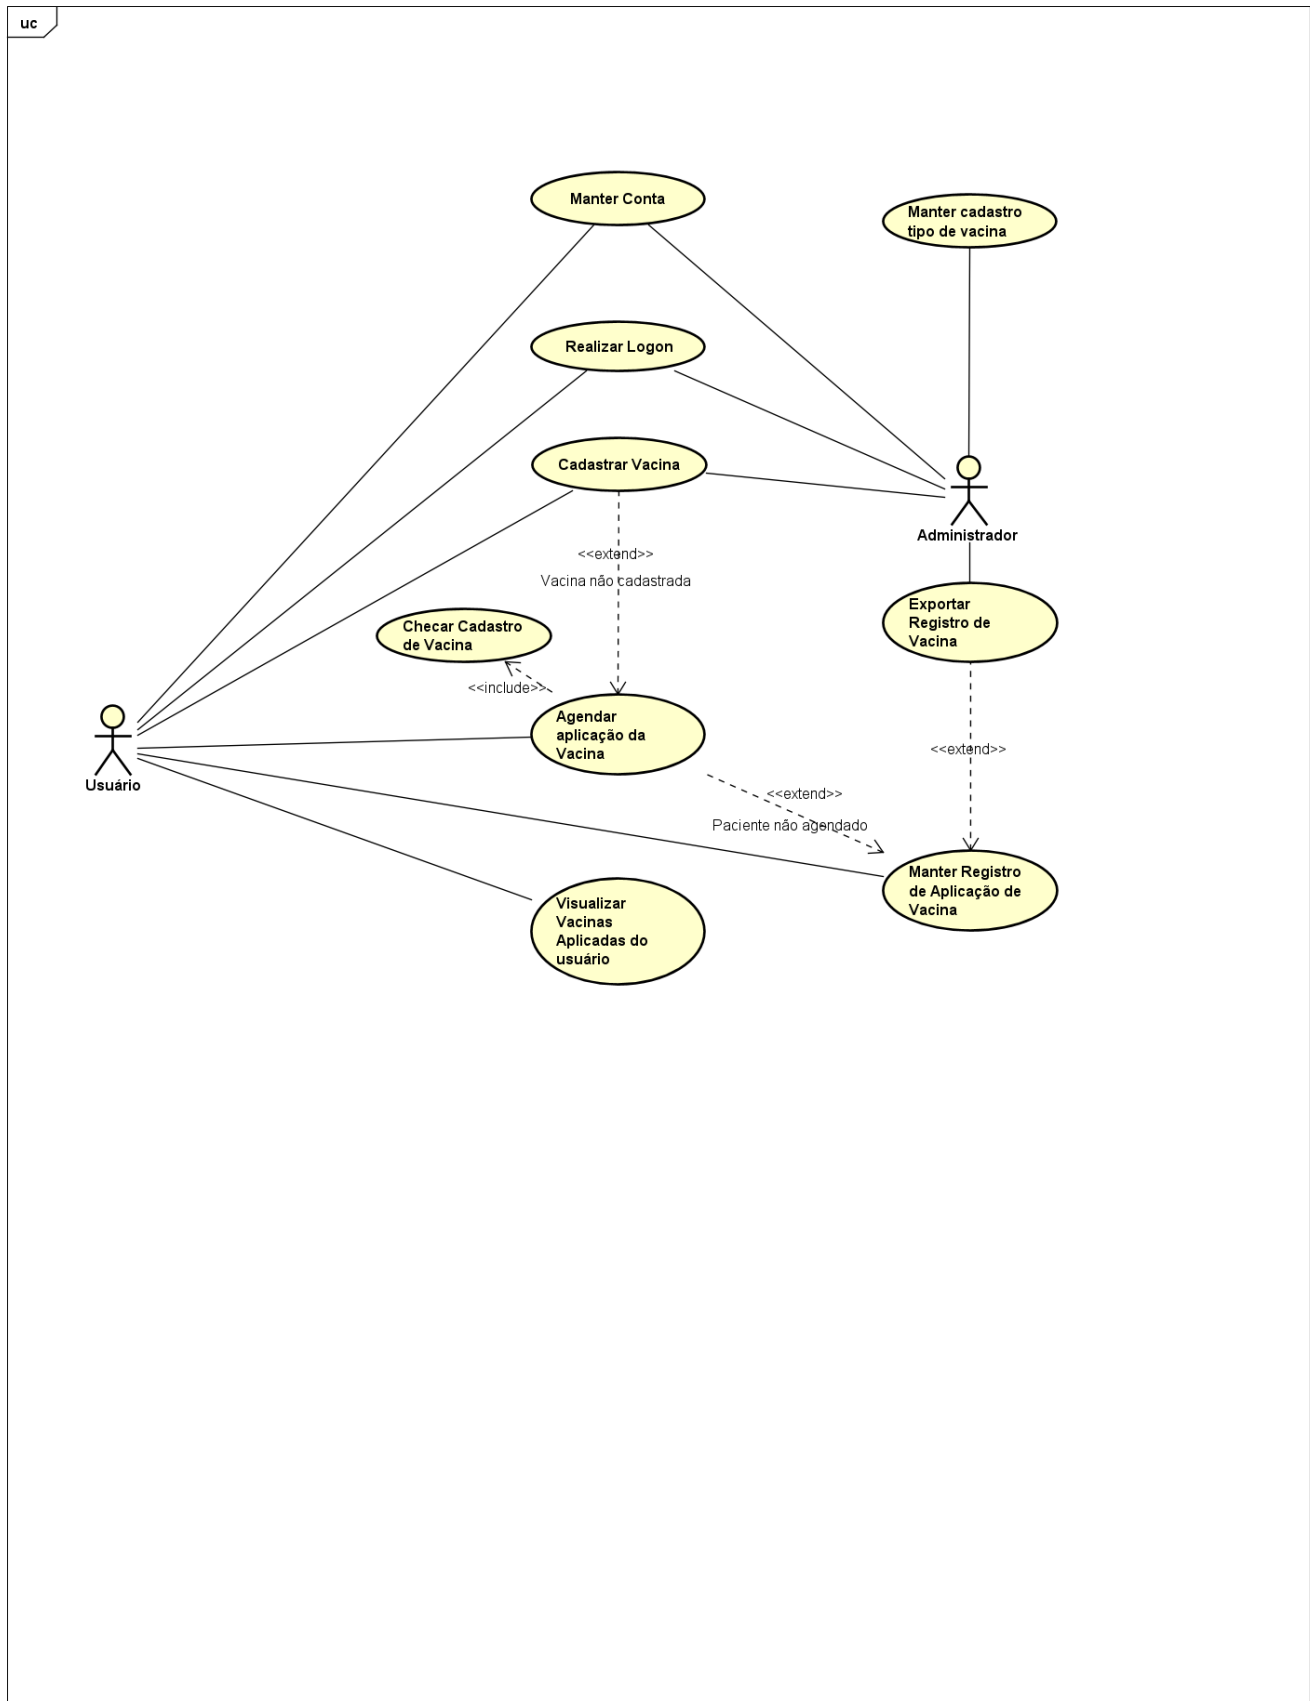 uc
Manter Conta
Manter cadastro
tipo de vacina
Realizar Logon
Cadastrar Vacina
Administrador
<<extend>>
Vacina não cadastrada
Exportar
Registro de
Vacina
Checar Cadastro
de Vacina
<<include>>
Agendar
aplicação da
Vacina
Usuário
<<extend>>
<<extend>>
Paciente não agendado
Manter Registro
de Aplicação de
Vacina
Visualizar
Vacinas
Aplicadas do
usuário